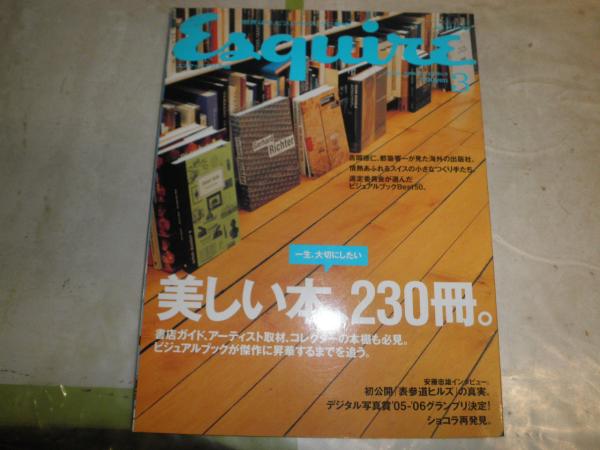 Esquire
3
Gerhard
Richter
吉岡徳仁、都築響一が見た海外の出版社。
情熱あふれるスイスの小さなつくり手たち。
選定委員会が選んだ
ビジュアルブックBest50。
一生、大切にしたい
美しい本、230冊。
書店ガイド、アーティスト取材、コレクターの本棚も必見。
ビジュアルブックが傑作に昇華するまでを追う。
安藤忠雄インタビュー。
初公開「表参道ヒルズ」の真実。
デジタル写真賞'05-'06グランプリ決定!
ショコラ再発見。